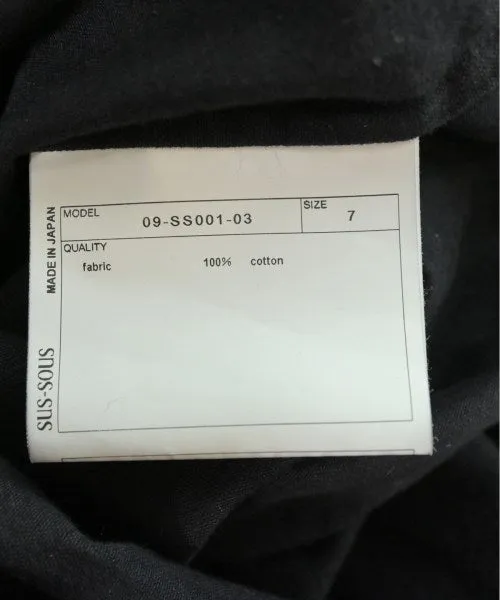 MODEL
09-SS001-03
SIZE
7
QUALITY
fabric 100% cotton
MADE IN JAPAN
SUS-SOUS